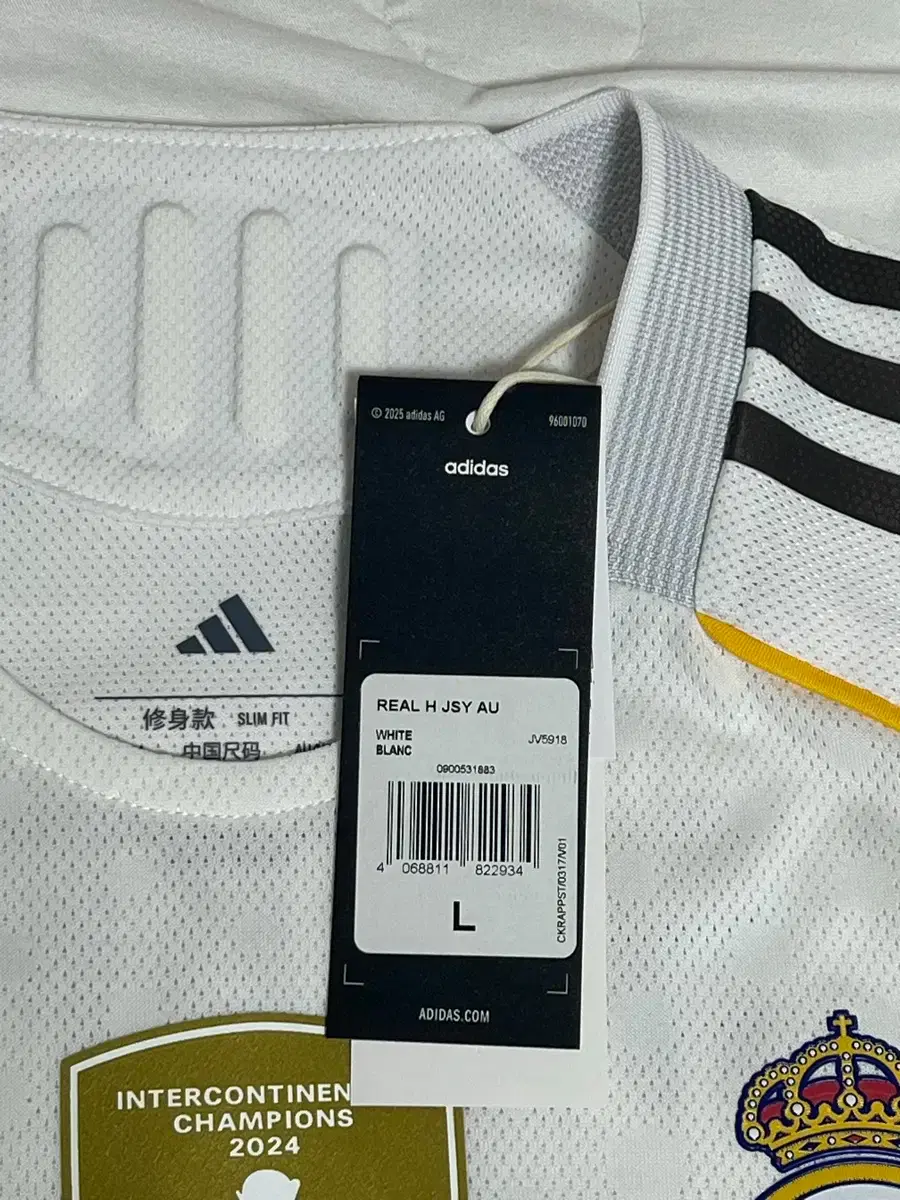 © 2025 adidas AG
96001070
adidas
修身款 SLIM FIT
中国尺码
REAL H JSY AU
WHITE
BLANC
JV5918
0900531883
4 068811 822934
L
CKRAPPST/0317/V01
ADIDAS.COM
INTERCONTINEN
CHAMPIONS
2024